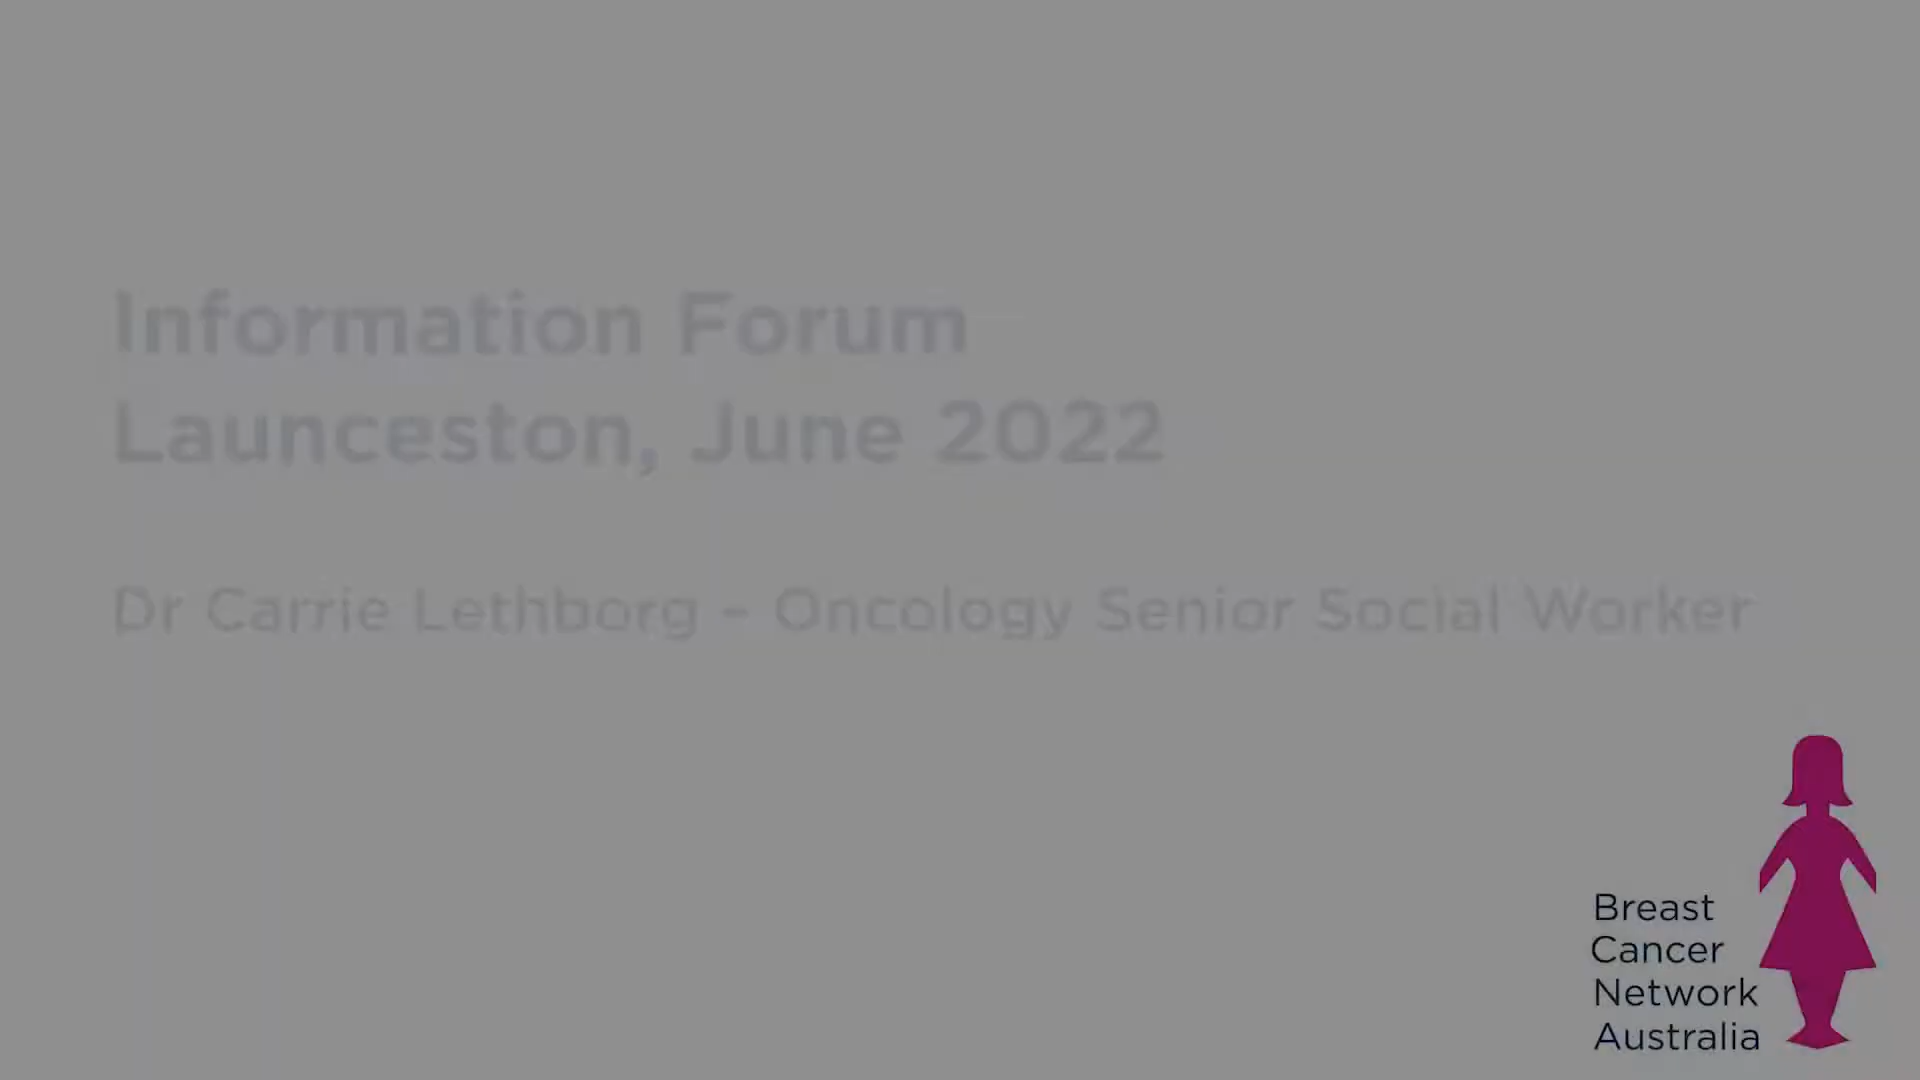 Information Forum
Launceston, June 2022
Dr Carrie Lethborg – Oncology Senior Social Worker
Breast
Cancer
Network
Australia